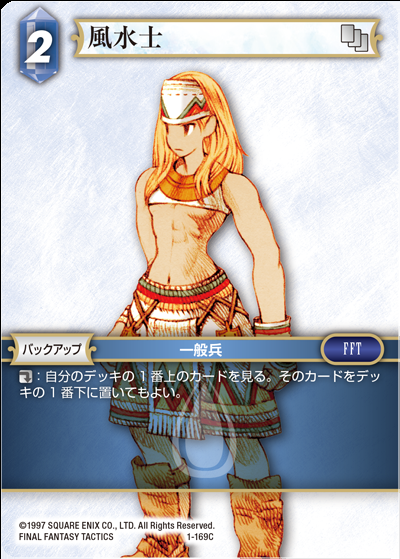 2
風水士
バックアップ
一般兵
FFT
：自分のデッキの1番上のカードを見る。そのカードをデッ
キの1番下に置いてもよい。
©1997 SQUARE ENIX CO., LTD. All Rights Reserved.
FINAL FANTASY TACTICS
1-169C